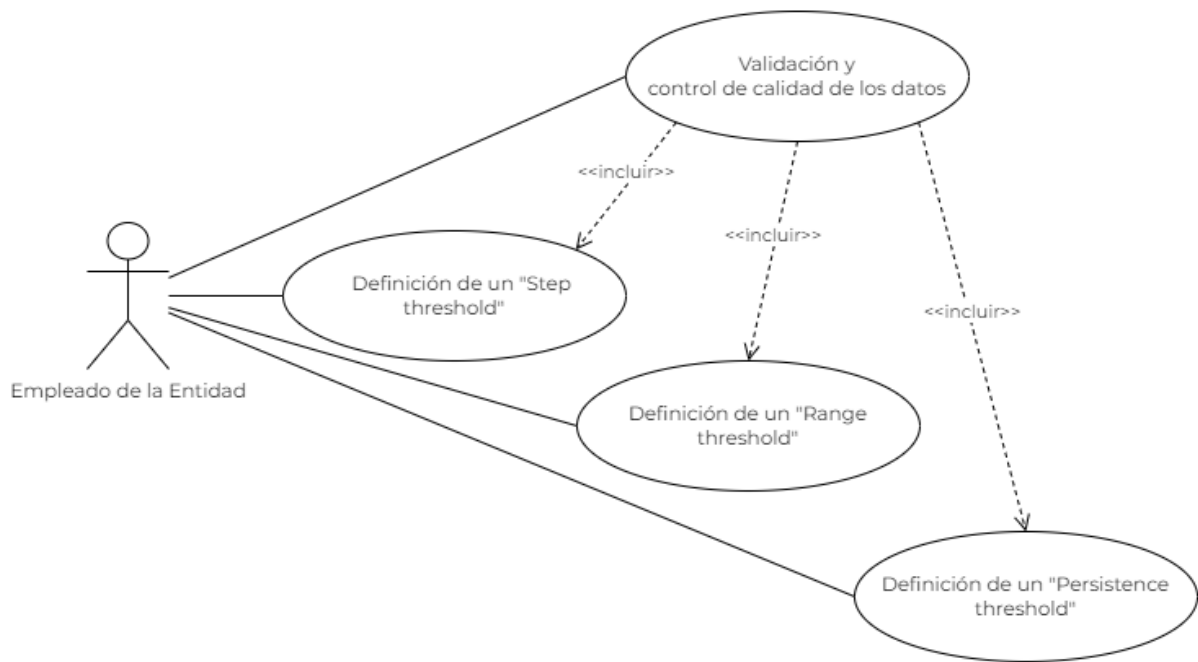 Validación y
control de calidad de los datos
<<incluir>>
<<incluir>>
Definición de un "Step
threshold"
<<incluir>>
Empleado de la Entidad
Definición de un "Range
threshold"
Definición de un "Persistence
threshold"